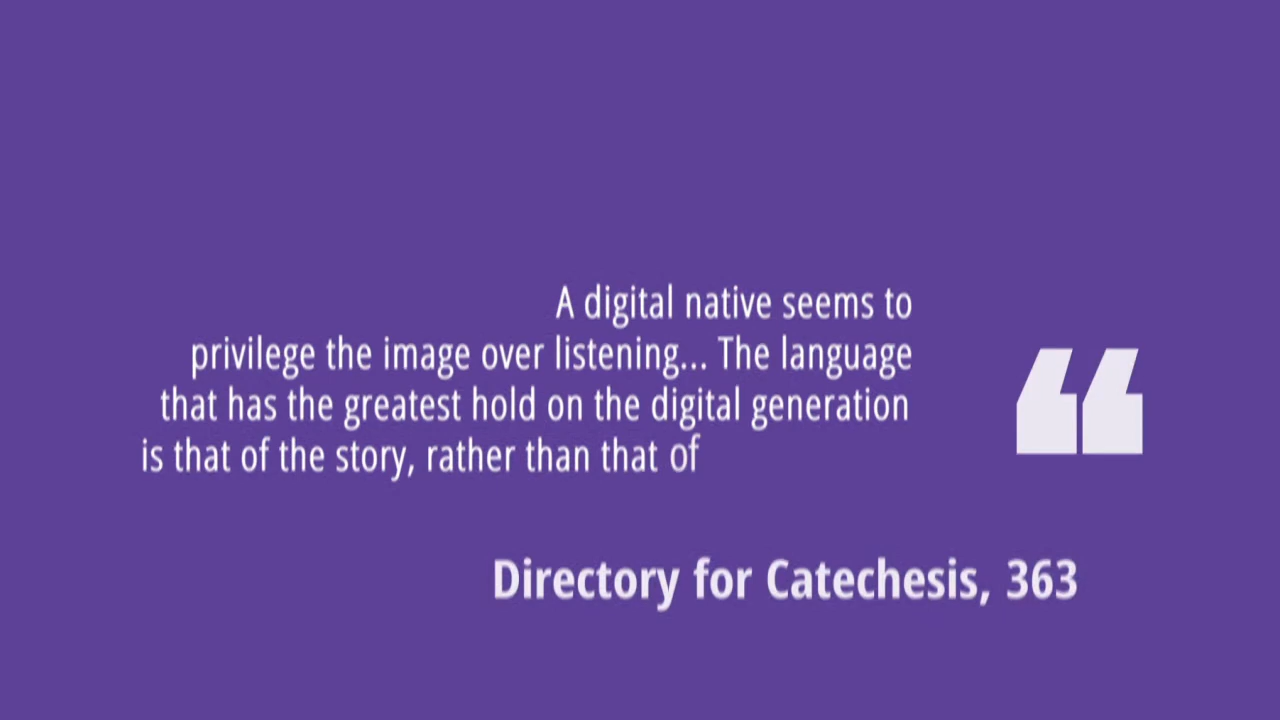 A digital native seems to
privilege the image over listening... The language
that has the greatest hold on the digital generation
is that of the story, rather than that of
Directory for Catechesis, 363